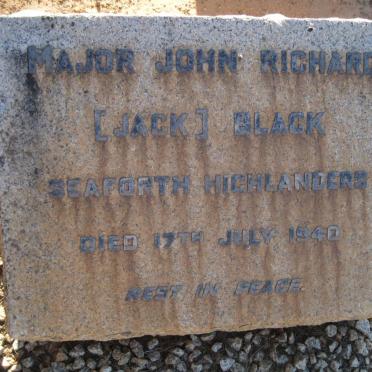 MAJOR JOHN RICHARD
[JACK] BLACK
SEAFORTH HIGHLANDERS
DIED 17TH JULY 1940
REST IN PEACE.